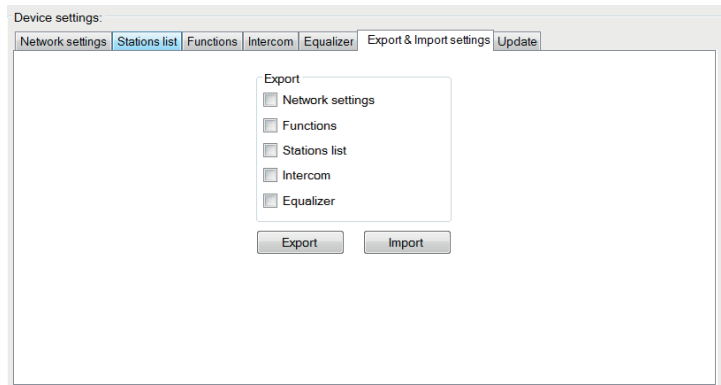 Device settings:
Network settings Stations list Functions Intercom Equalizer Export & Import settings Update
Export
Network settings
Functions
Stations list
Intercom
Equalizer
Export Import